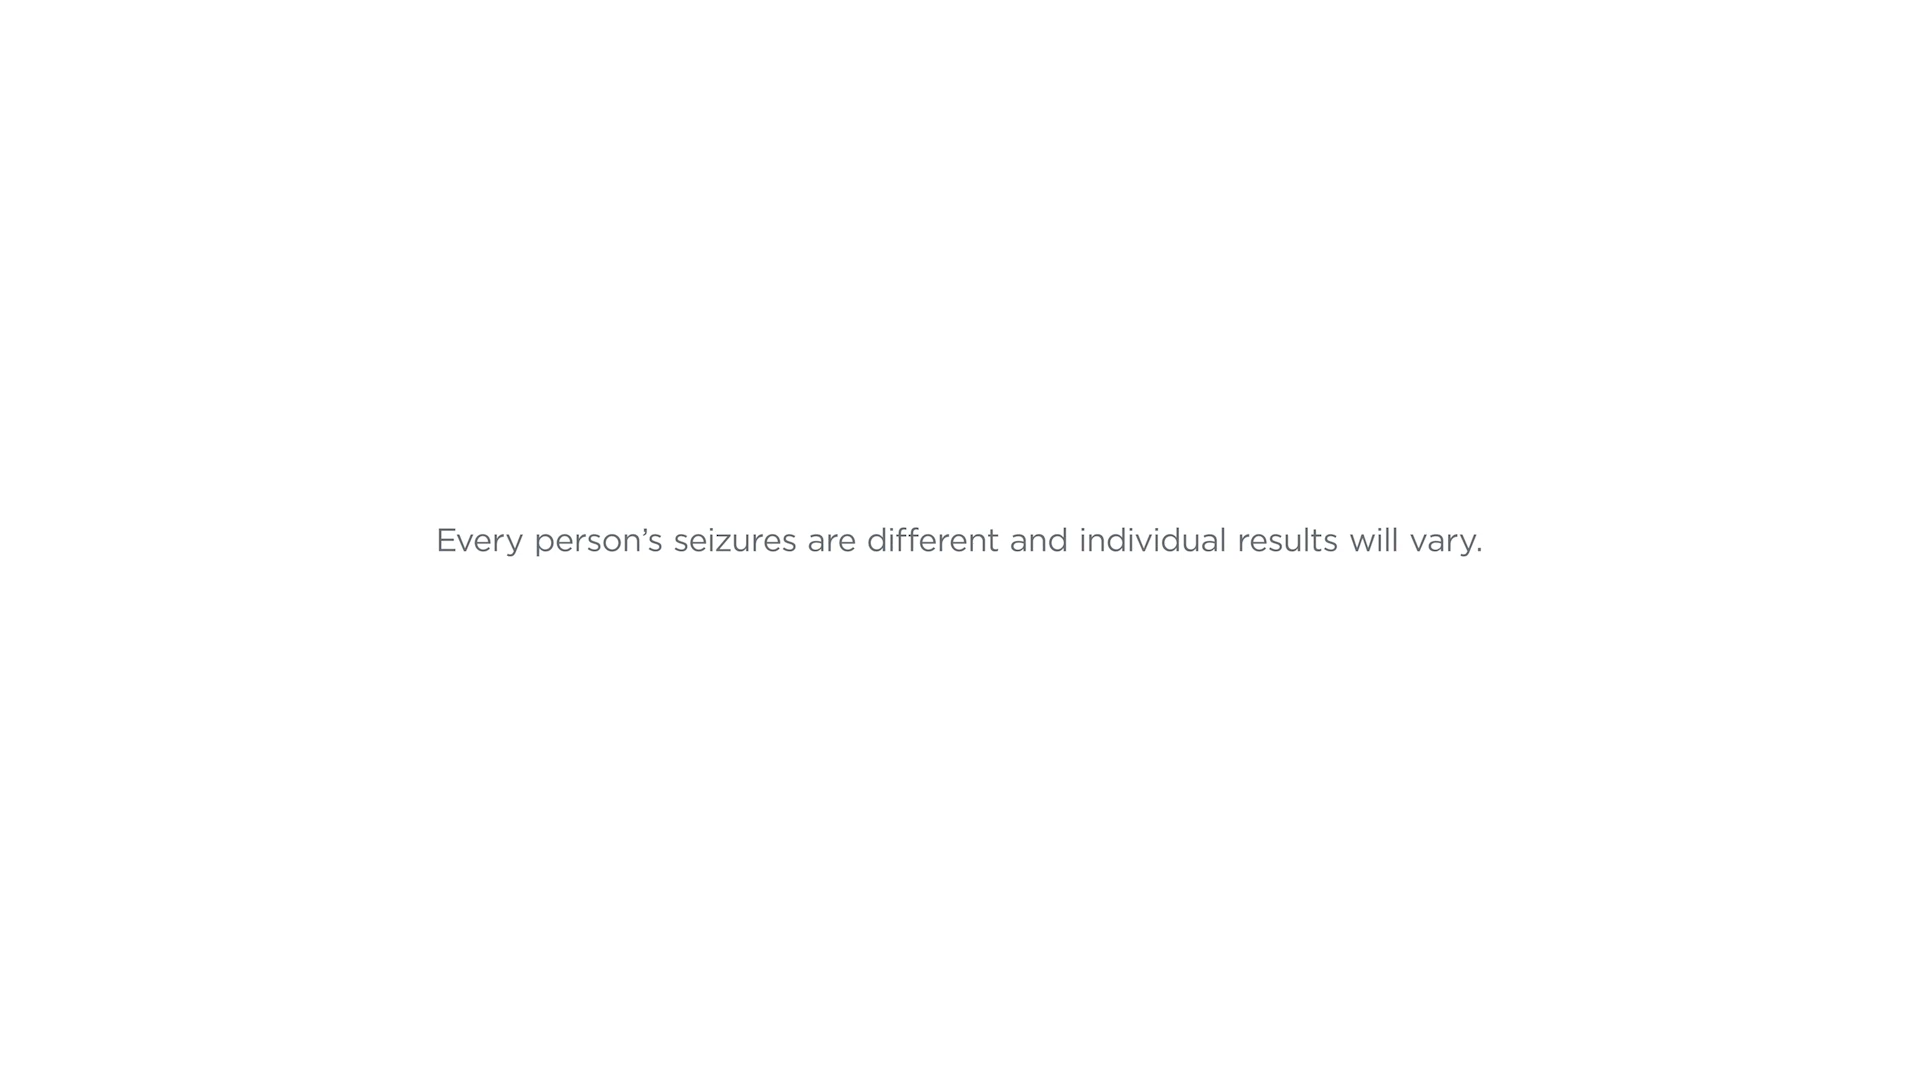 Every person’s seizures are different and individual results will vary.